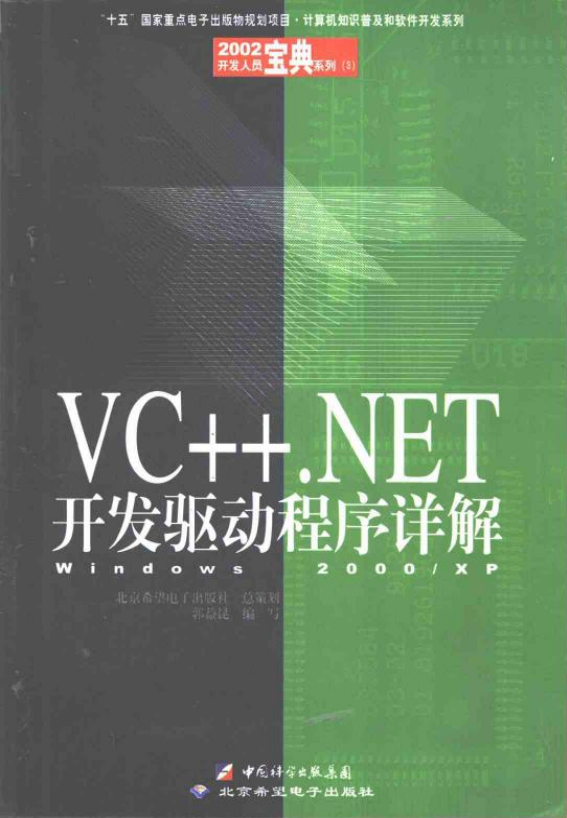 "十五"国家重点电子出版物规划项目·计算机知识普及和软件开发系列
2002
开发人员宝典系列（3）
U18
VC++.NET
开发驱动程序详解
Windows 2000/XP
北京希望电子出版社 总策划
郭益昆 编 写
中国科学出版集团
北京希望电子出版社